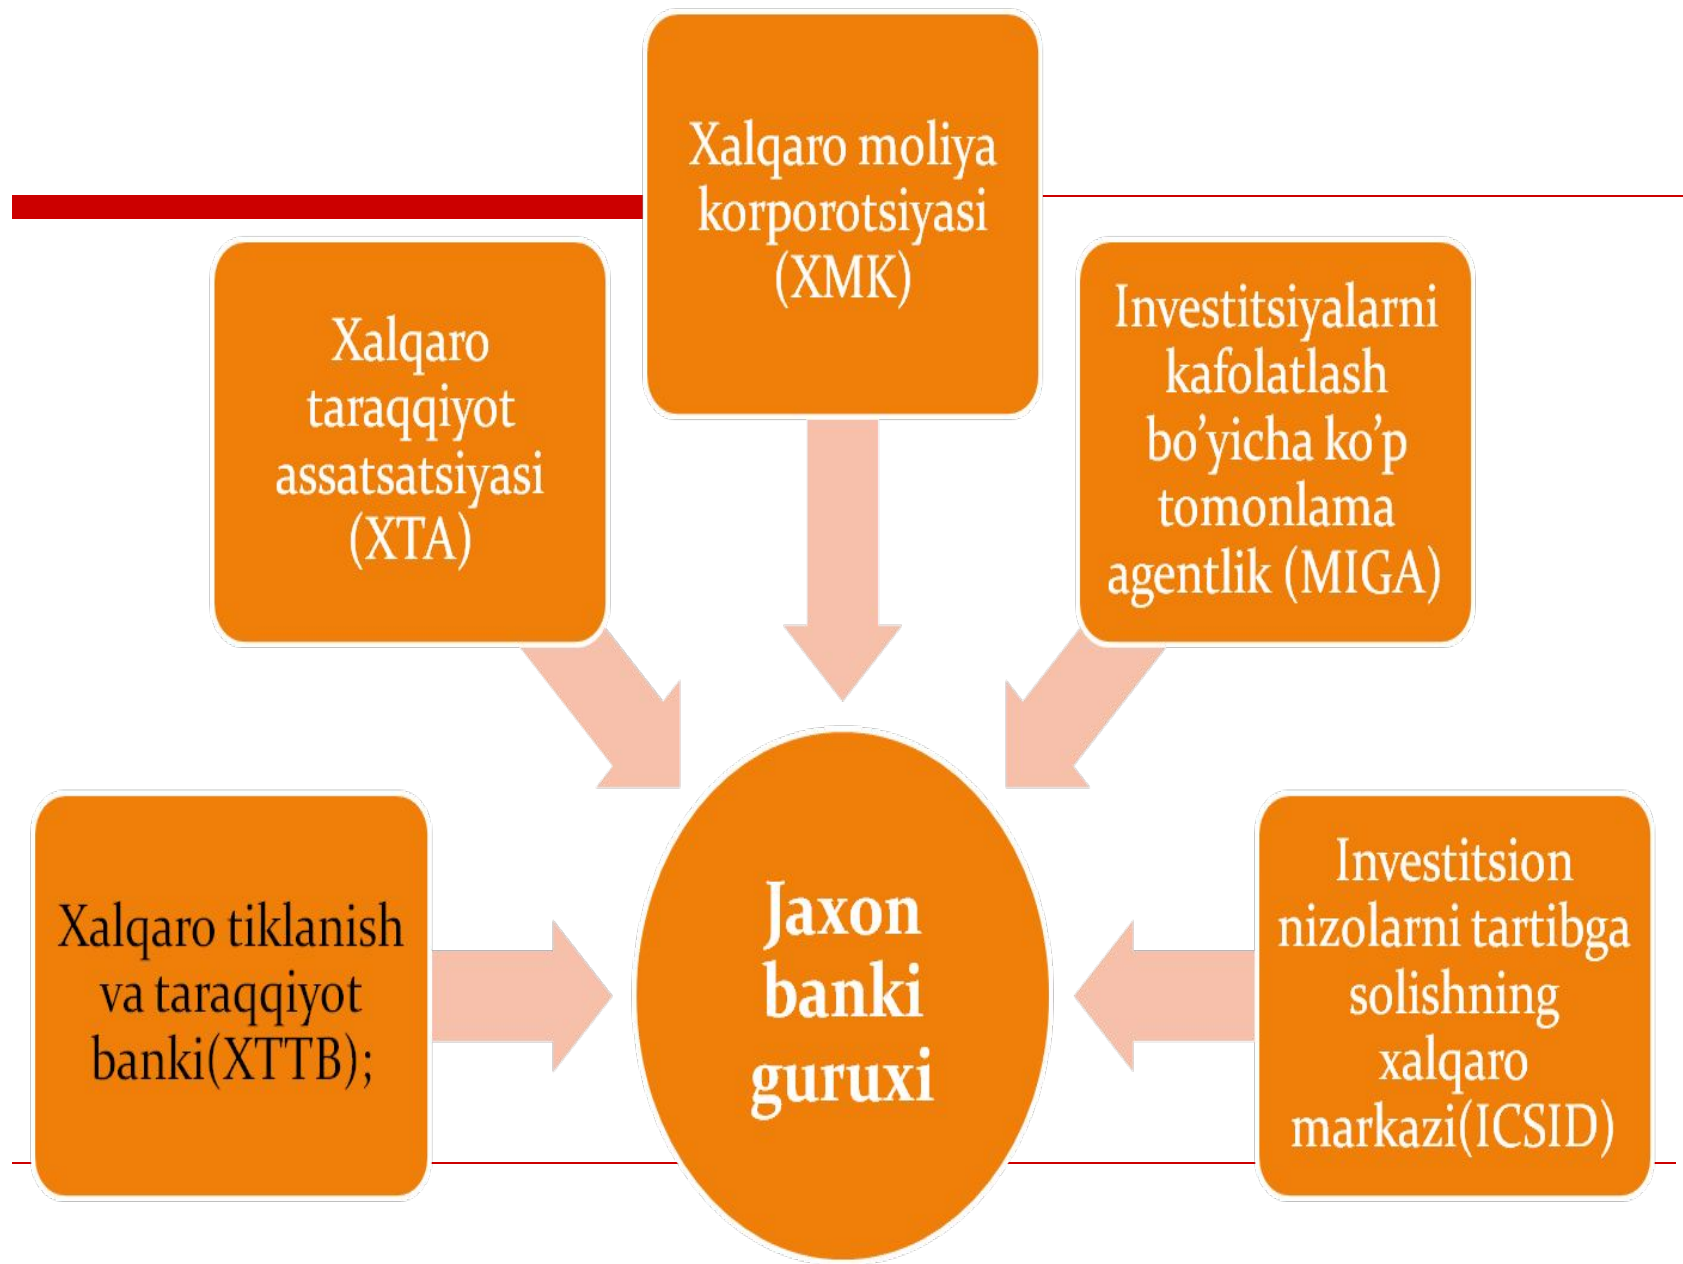 Xalqaro moliya
korporotsiyasi
(XMK)
Xalqaro
taraqqiyot
assatsatsiyasi
(XTA)
Investitsiyalarni
kafolatlash
bo’yicha ko’p
tomonlama
agentlik (MIGA)
Xalqaro tiklanish
va taraqqiyot
banki(XTTB);
Jaxon
banki
guruxi
Investitsion
nizolarni tartibga
solishning
xalqaro
markazi(ICSID)